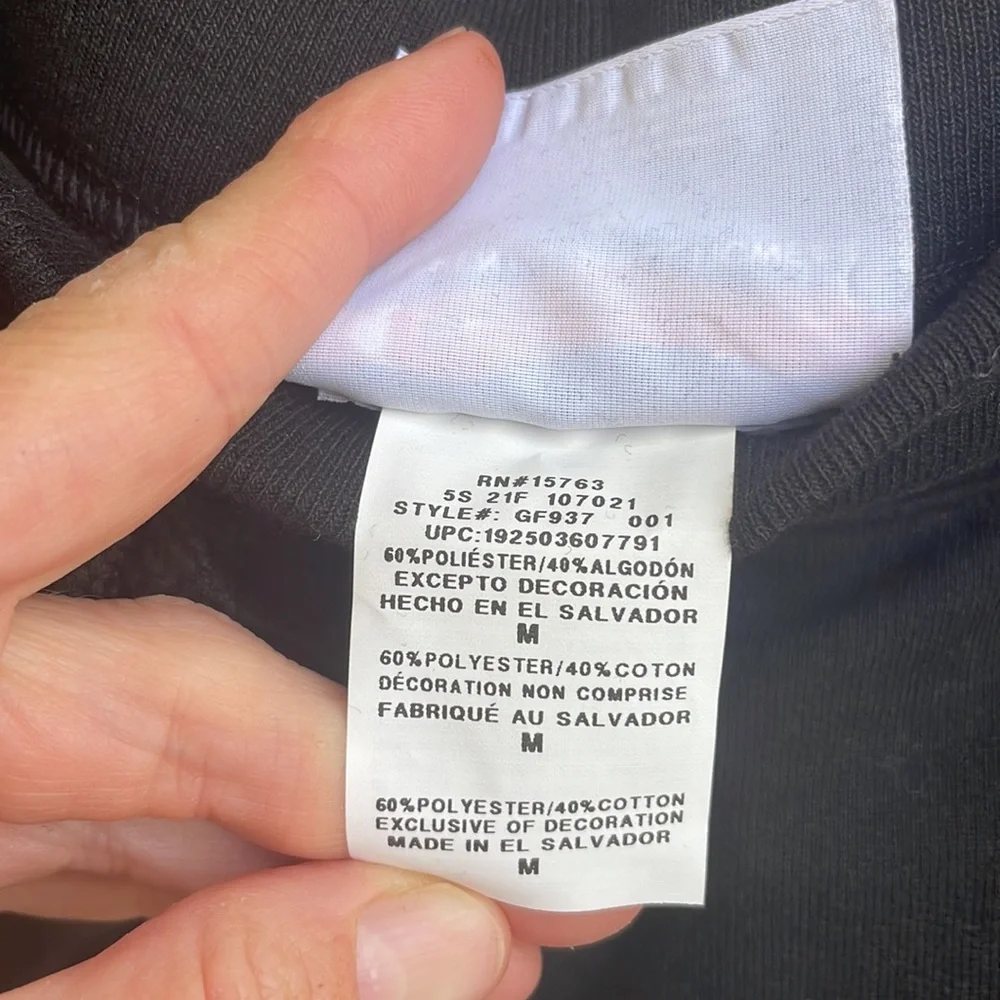 RN#15763
5S 21F 107021
STYLE#: GF937 001
UPC:192503607791
60%POLIÉSTER/40%ALGODÓN
EXCEPTO DECORACIÓN
HECHO EN EL SALVADOR
M
60%POLYESTER/40%COTON
DÉCORATION NON COMPRISE
FABRIQUÉ AU SALVADOR
M
60%POLYESTER/40%COTTON
EXCLUSIVE OF DECORATION
MADE IN EL SALVADOR
M